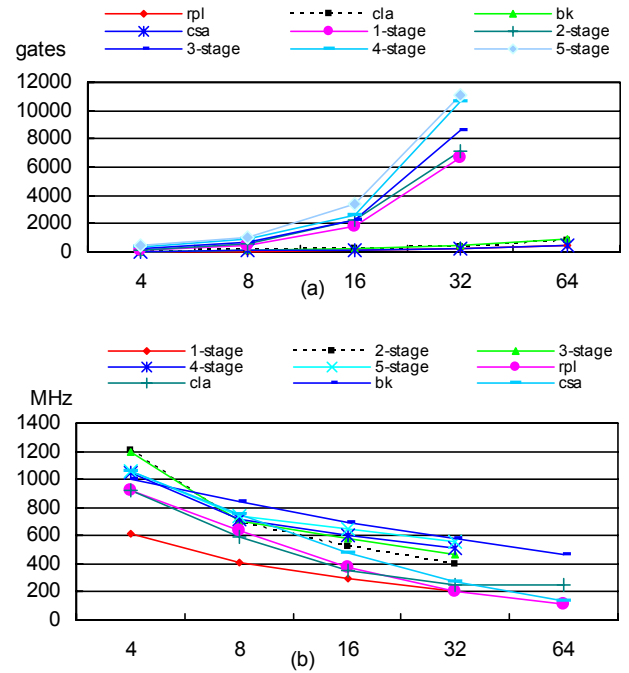 rpl cla bk
csa 1-stage 2-stage
3-stage 4-stage 5-stage
gates
12000
10000
8000
6000
4000
2000
0
4 8 16 32 64
(a)
1-stage 2-stage 3-stage
4-stage 5-stage rpl
cla bk csa
MHz
1400
1200
1000
800
600
400
200
0
4 8 16 32 64
(b)